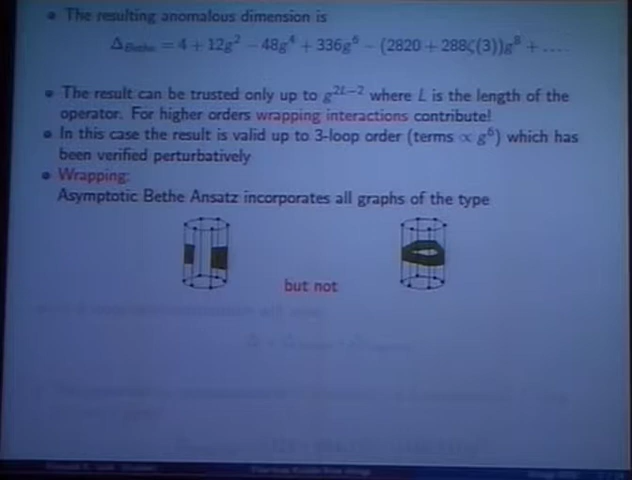 The resulting anomalous dimension is
Δ_Bethe = 4 + 12g² − 48g⁴ + 336g⁶ − (2820 + 288ζ(3))g⁸ + ....
The result can be trusted only up to g^{2L−2} where L is the length of the
operator. For higher orders wrapping interactions contribute!
In this case the result is valid up to 3-loop order (terms ∝ g⁶) which has
been verified perturbatively
Wrapping:
Asymptotic Bethe Ansatz incorporates all graphs of the type
but not